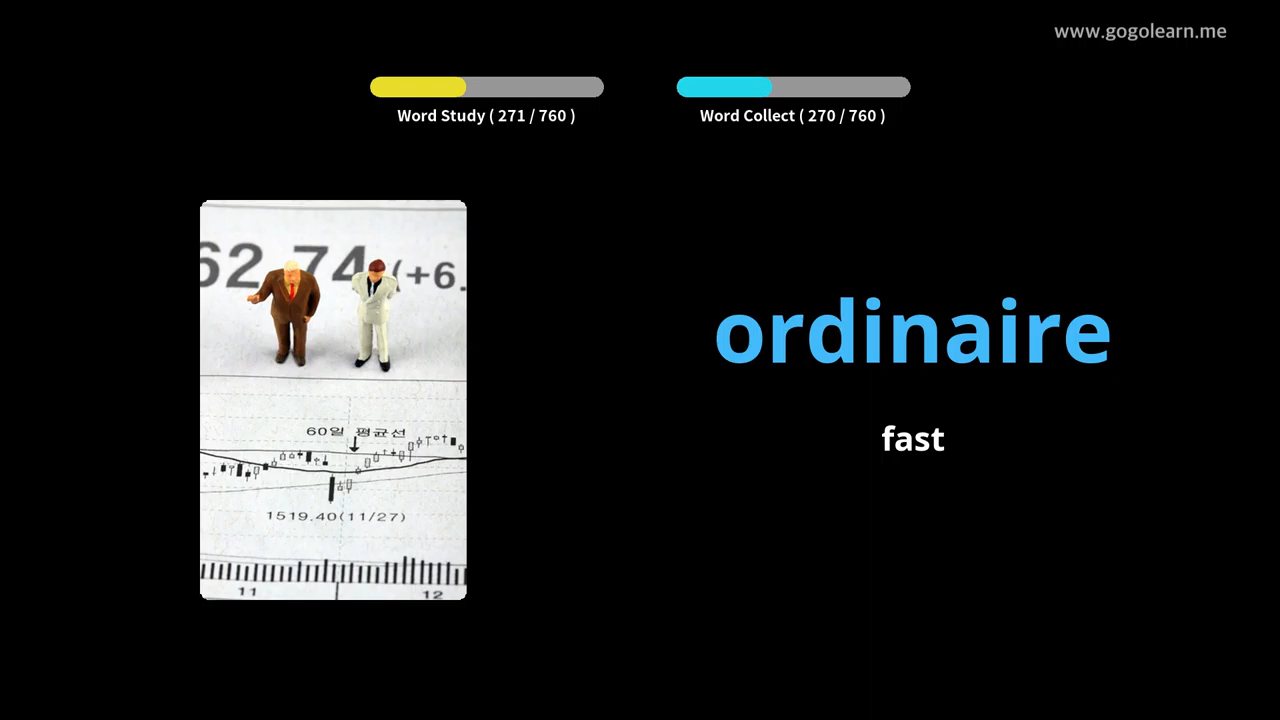 www.gogolearn.me
Word Study ( 271 / 760 )
Word Collect ( 270 / 760 )
62.74 (+6.
ordinaire
fast
60일 평균선
1519.40(11/27)
11
12